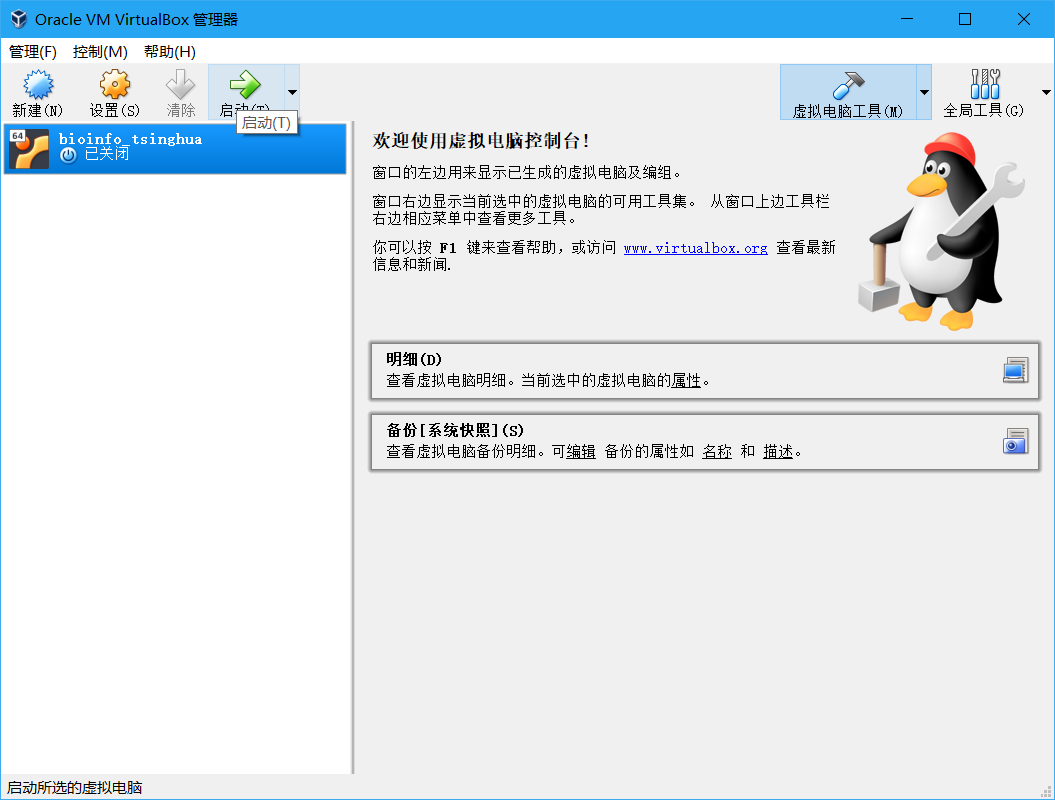 Oracle VM VirtualBox 管理器
管理(F) 控制(M) 帮助(H)
新建(N) 设置(S) 清除 启动(T) 虚拟电脑工具(M) 全局工具(G)
启动(T)
64
bioinfo_tsinghua
已关闭
欢迎使用虚拟电脑控制台!
窗口的左边用来显示已生成的虚拟电脑及编组。
窗口右边显示当前选中的虚拟电脑的可用工具集。 从窗口上边工具栏
右边相应菜单中查看更多工具。
你可以按 F1 键来查看帮助，或访问 www.virtualbox.org 查看最新
信息和新闻.
明细(D)
查看虚拟电脑明细。当前选中的虚拟电脑的属性。
备份[系统快照](S)
查看虚拟电脑备份明细。可编辑 备份的属性如 名称 和 描述。
启动所选的虚拟电脑